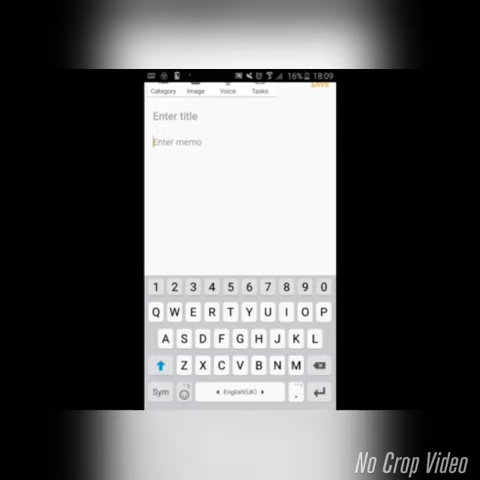 16% 18:09
SAVE
Category Image Voice Tasks
Enter title
Enter memo
1 2 3 4 5 6 7 8 9 0
Q W E R T Y U I O P
A S D F G H J K L
Z X C V B N M
Sym English(UK) .
No Crop Video